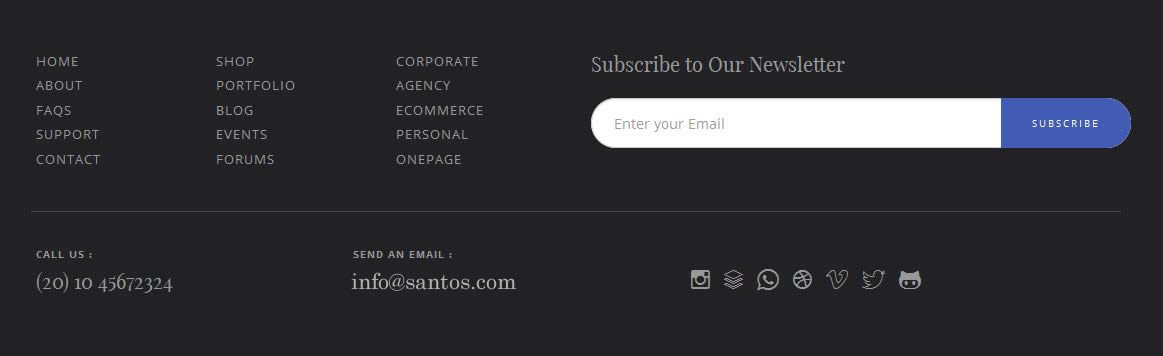 HOME
ABOUT
FAQS
SUPPORT
CONTACT
SHOP
PORTFOLIO
BLOG
EVENTS
FORUMS
CORPORATE
AGENCY
ECOMMERCE
PERSONAL
ONEPAGE
Subscribe to Our Newsletter
Enter your Email
SUBSCRIBE
CALL US :
(20) 10 45672324
SEND AN EMAIL :
info@santos.com